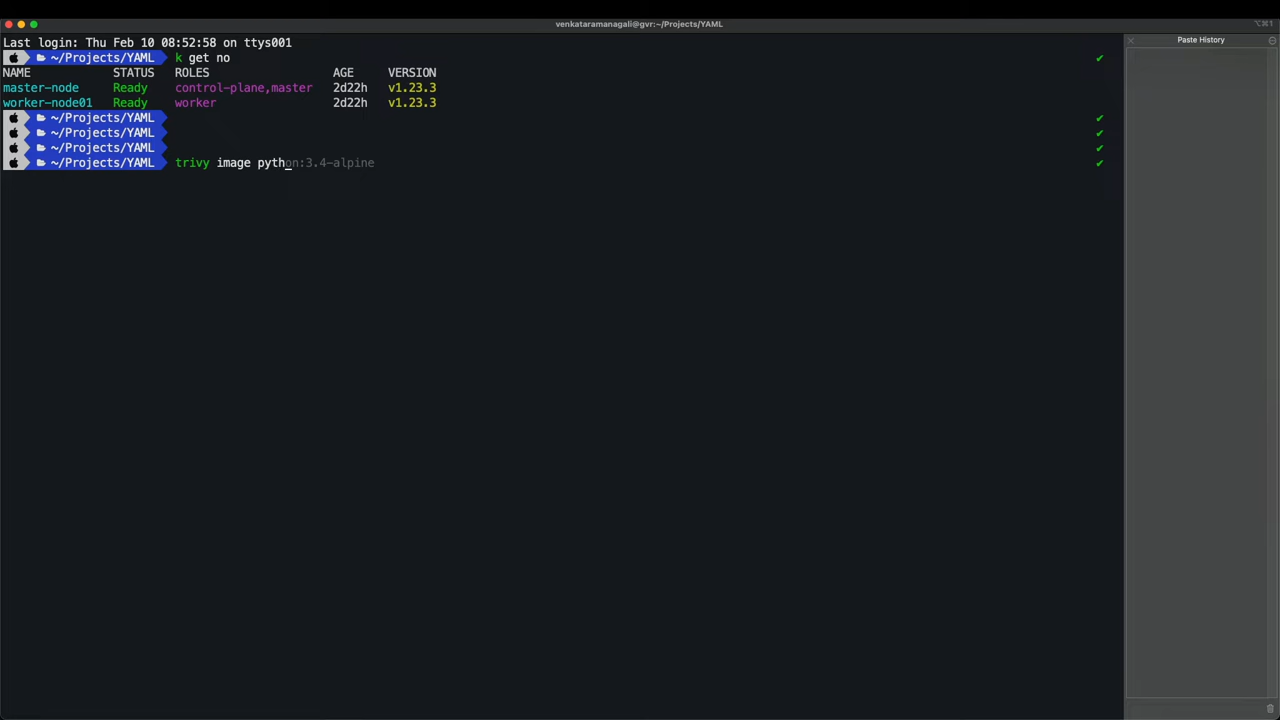 venkataramanagali@gvr:~/Projects/YAML
⌥⌘1
Last login: Thu Feb 10 08:52:58 on ttys001
Paste History
~/Projects/YAML k get no ✔
NAME STATUS ROLES AGE VERSION
master-node Ready control-plane,master 2d22h v1.23.3
worker-node01 Ready worker 2d22h v1.23.3
~/Projects/YAML ✔
~/Projects/YAML ✔
~/Projects/YAML ✔
~/Projects/YAML trivy image python:3.4-alpine ✔